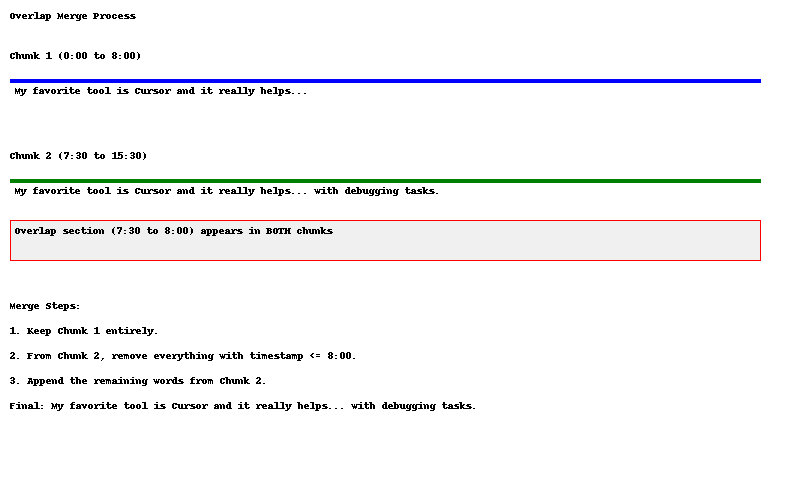 Overlap Merge Process
Chunk 1 (0:00 to 8:00)
My favorite tool is Cursor and it really helps...
Chunk 2 (7:30 to 15:30)
My favorite tool is Cursor and it really helps... with debugging tasks.
Overlap section (7:30 to 8:00) appears in BOTH chunks
Merge Steps:
1. Keep Chunk 1 entirely.
2. From Chunk 2, remove everything with timestamp <= 8:00.
3. Append the remaining words from Chunk 2.
Final: My favorite tool is Cursor and it really helps... with debugging tasks.